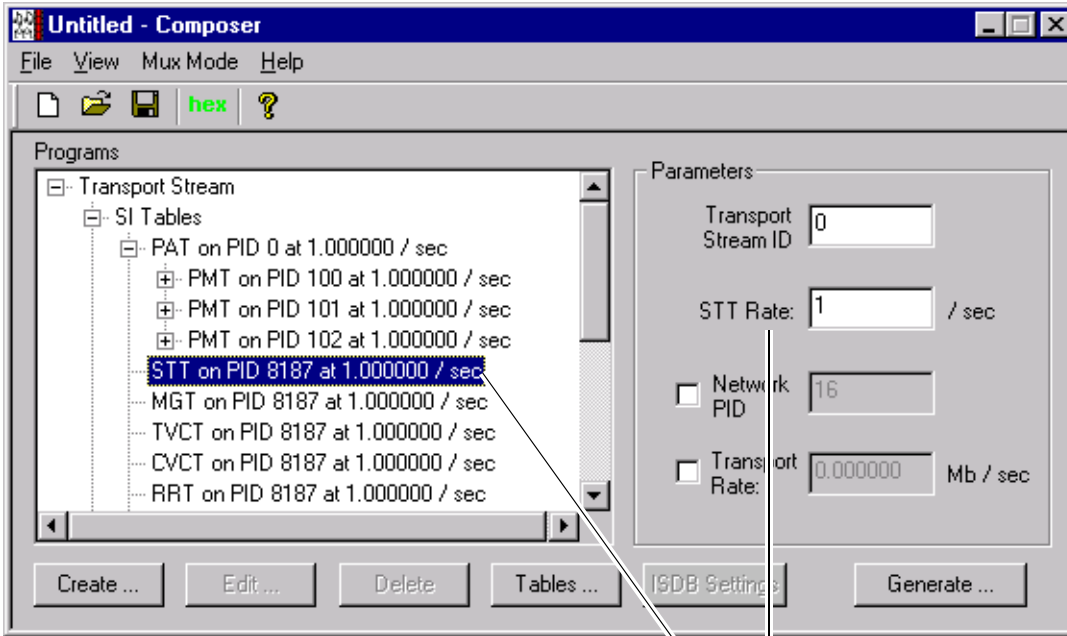 Untitled - Composer
File View Mux Mode Help
hex
Programs
Transport Stream
SI Tables
PAT on PID 0 at 1.000000 / sec
PMT on PID 100 at 1.000000 / sec
PMT on PID 101 at 1.000000 / sec
PMT on PID 102 at 1.000000 / sec
STT on PID 8187 at 1.000000 / sec
MGT on PID 8187 at 1.000000 / sec
TVCT on PID 8187 at 1.000000 / sec
CVCT on PID 8187 at 1.000000 / sec
RRT on PID 8187 at 1.000000 / sec
Parameters
Transport
Stream ID 0
STT Rate: 1 / sec
Network
PID 16
Transport
Rate: 0.000000 Mb / sec
Create ... Edit ... Delete Tables ... ISDB Settings Generate ...